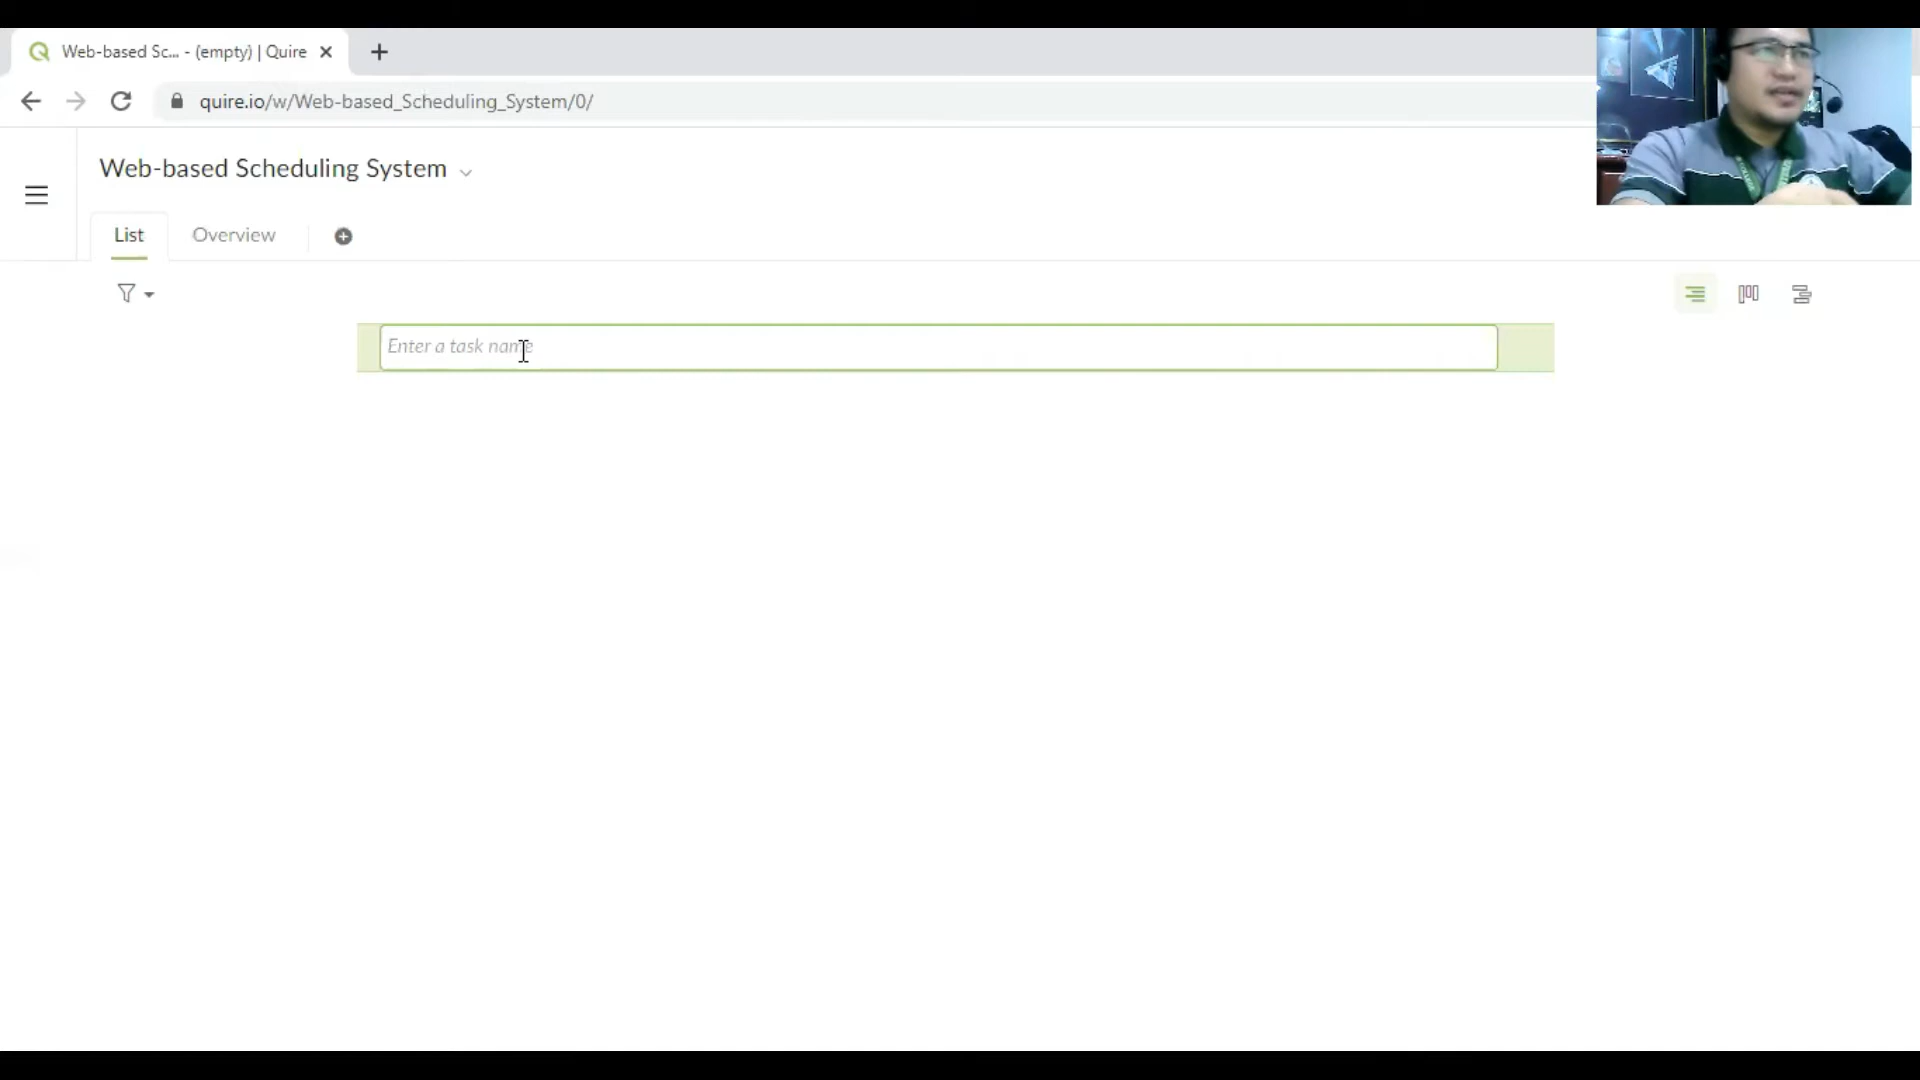 Web-based Sc... - (empty) | Quire
quire.io/w/Web-based_Scheduling_System/0/
Web-based Scheduling System
List
Overview
Enter a task name